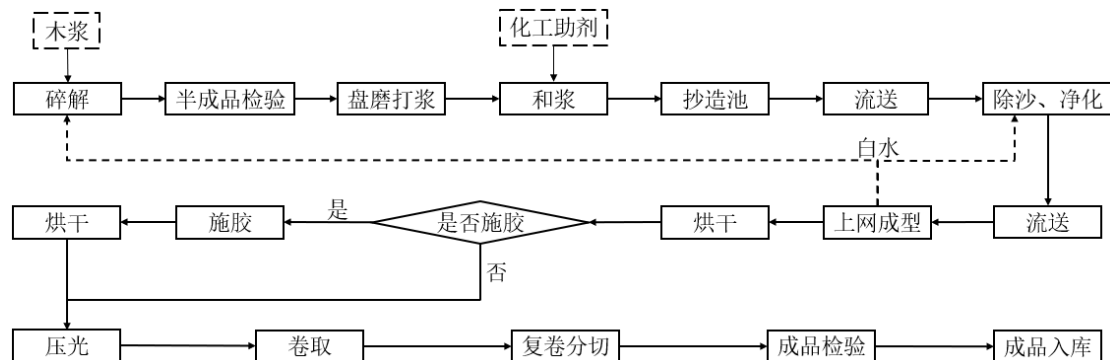 木浆
化工助剂
碎解
半成品检验
盘磨打浆
和浆
抄造池
流送
除沙、净化
白水
烘干
施胶
是
是否施胶
烘干
上网成型
流送
否
压光
卷取
复卷分切
成品检验
成品入库